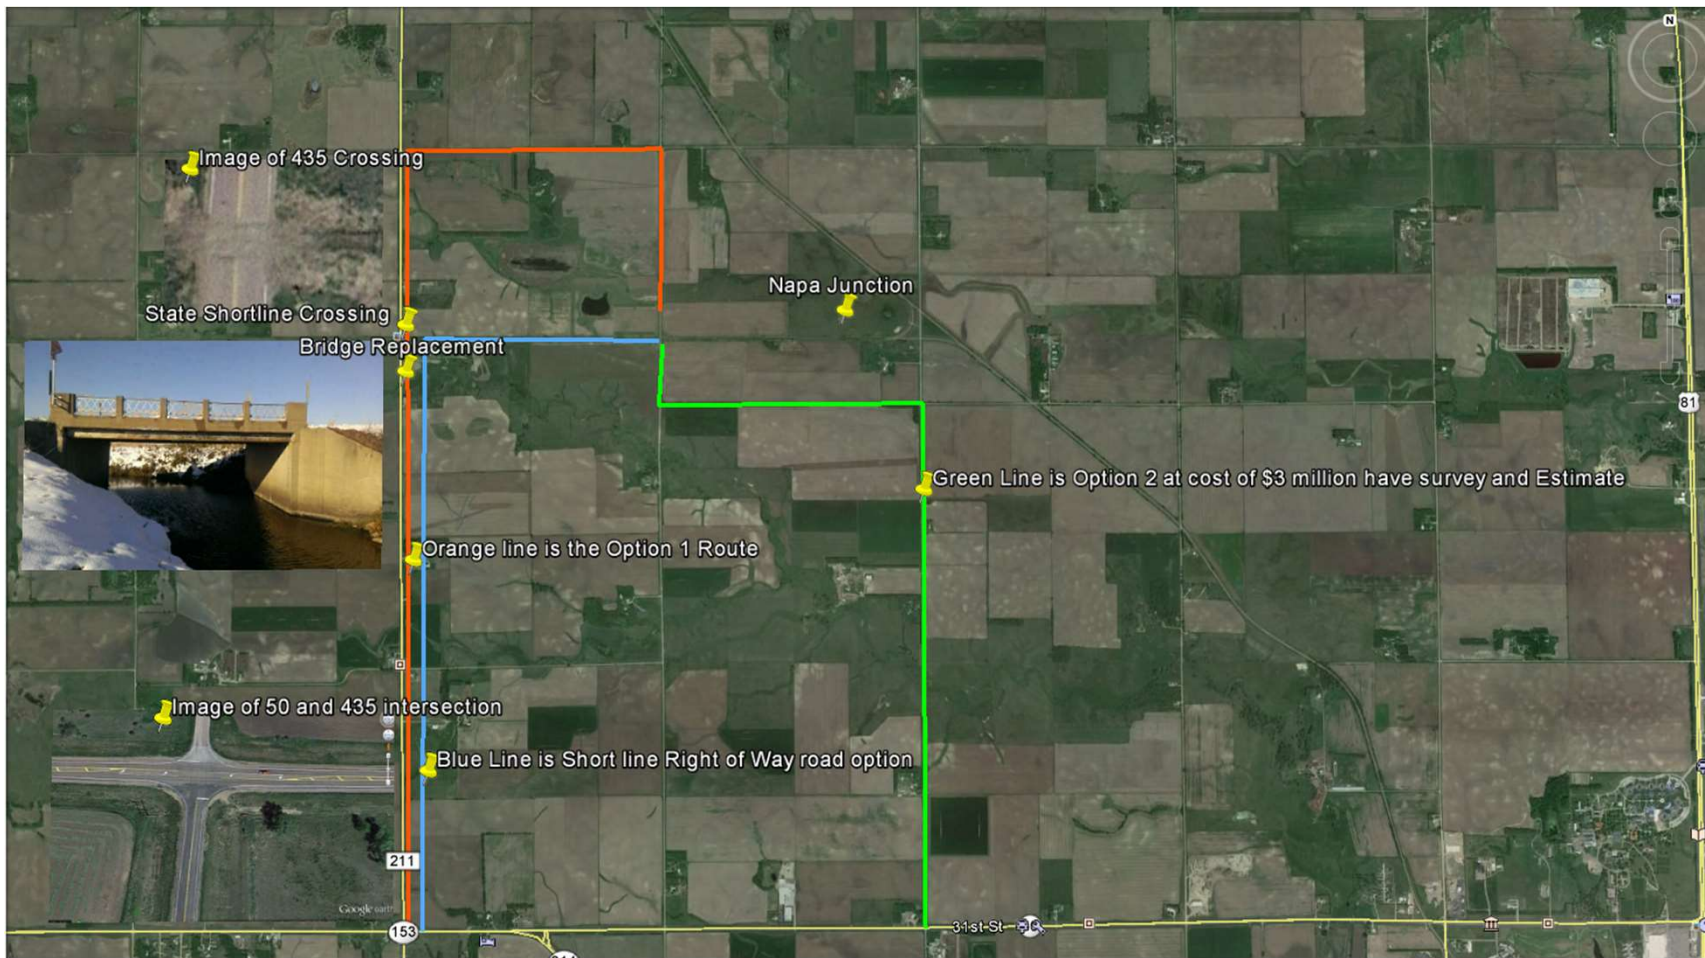 N
Image of 435 Crossing
Napa Junction
State Shortline Crossing
Bridge Replacement
81
Green Line is Option 2 at cost of $3 million have survey and Estimate
Orange line is the Option 1 Route
Image of 50 and 435 intersection
Blue Line is Short line Right of Way road option
211
Google earth
153
31st St